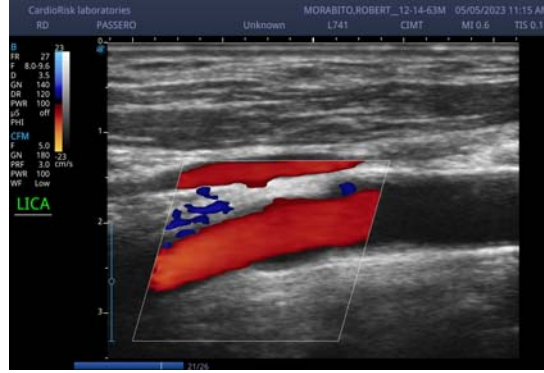 CardioRisk laboratories MORABITO,ROBERT__12-14-63M 05/05/2023 11:15 AM
RD PASSERO Unknown L741 CIMT MI 0.6 TIS 0.1
B
FR 27
F 8.0-9.6
D 3.5
GN 140
DR 120
PWR 100
µS off
PHI
CFM
F 5.0
GN 180
PRF 3.0
PWR 100
WF Low
23
-23
cm/s
LICA
0
1
2
3
21/26